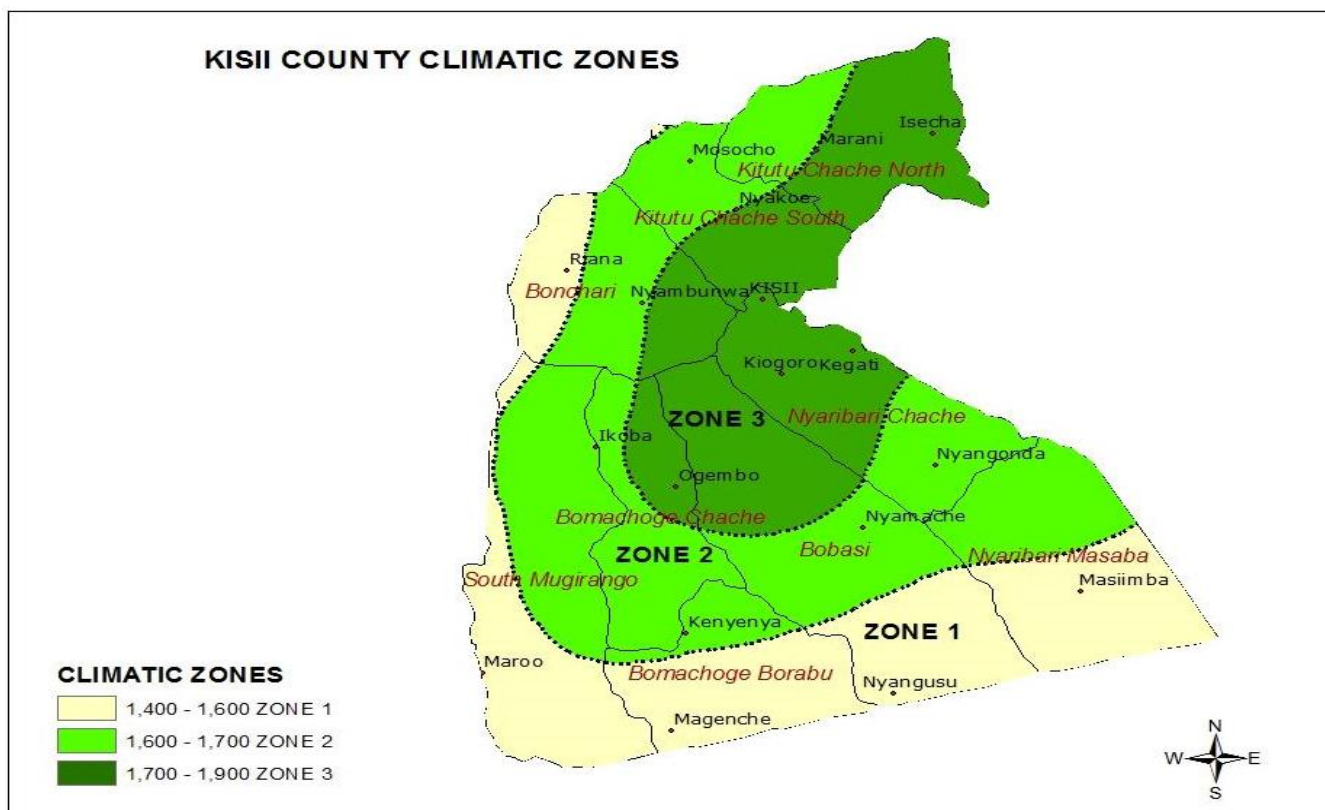 KISII COUNTY CLIMATIC ZONES
Isecha
Marani
Mosocho
Kitutu Chache North
Nyakoe
Kitutu Chache South
Riana
Bonchari
Nyambunwa
KISII
Kiogoro
Kegati
ZONE 3
Nyaribari Chache
Ikoba
Nyangonda
Ogembo
Bomachoge Chache
Nyamache
ZONE 2
Bobasi
Nyaribari Masaba
South Mugirango
Masiimba
Kenyenya
ZONE 1
Maroo
Bomachoge Borabu
Nyangusu
Magenche
CLIMATIC ZONES
1,400 - 1,600 ZONE 1
1,600 - 1,700 ZONE 2
1,700 - 1,900 ZONE 3
N
W E
S